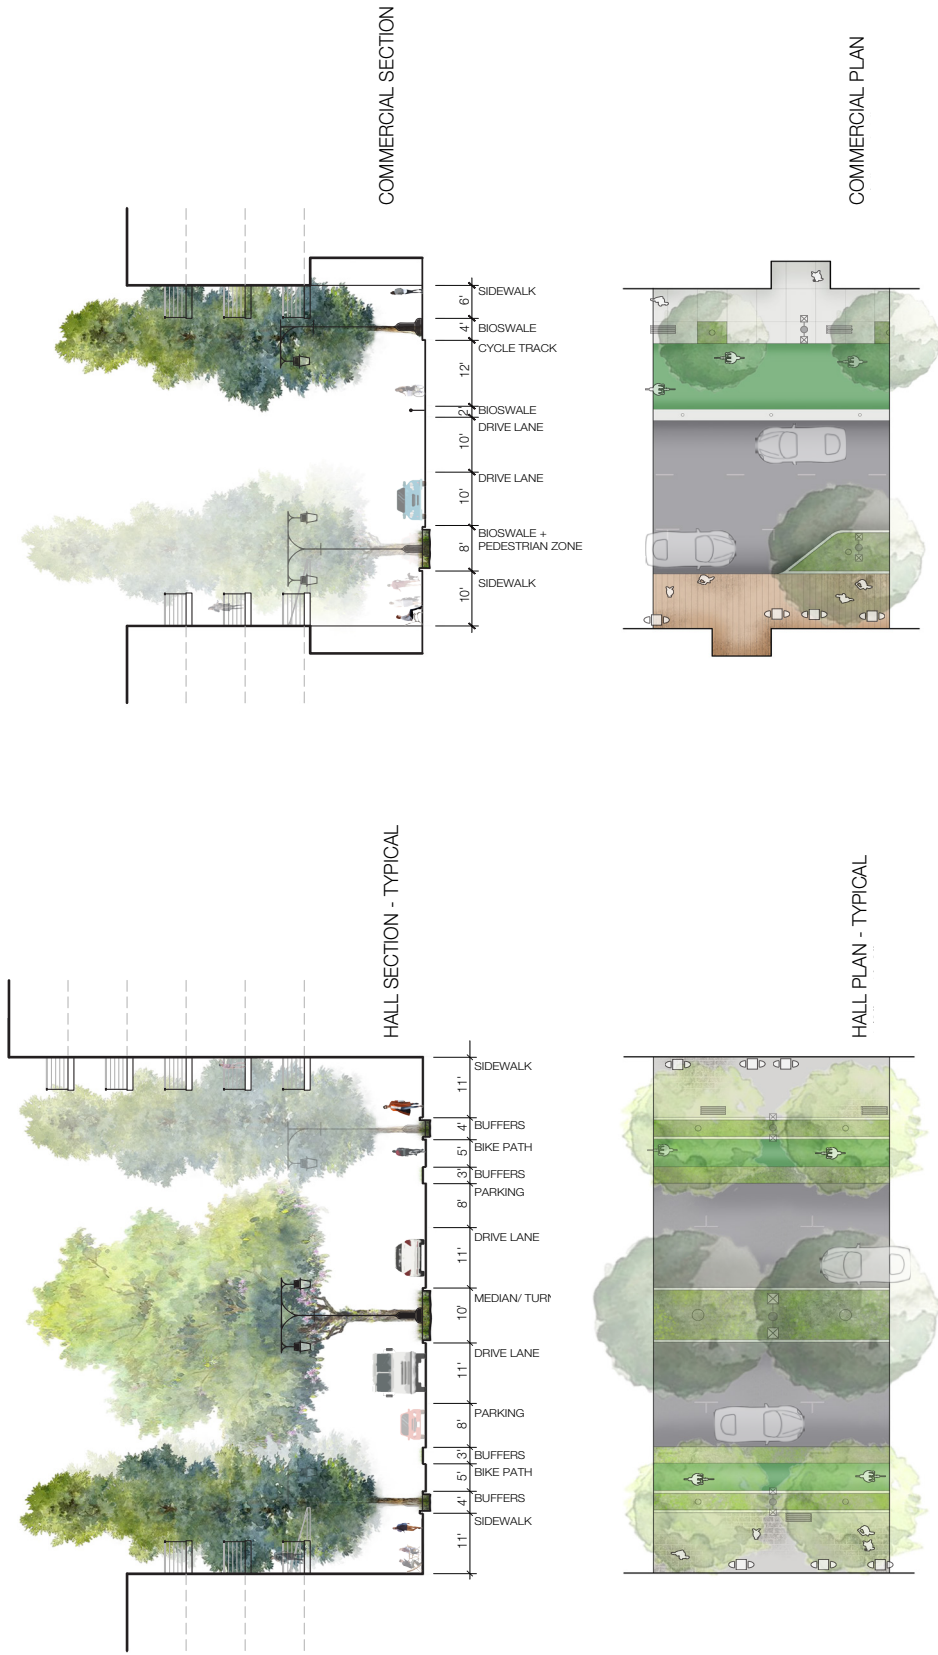 COMMERCIAL SECTION
6' SIDEWALK
4' BIOSWALE
12' CYCLE TRACK
2' BIOSWALE
10' DRIVE LANE
10' DRIVE LANE
8' BIOSWALE +
PEDESTRIAN ZONE
10' SIDEWALK
COMMERCIAL PLAN
HALL SECTION - TYPICAL
11' SIDEWALK
4' BUFFERS
5' BIKE PATH
3' BUFFERS
8' PARKING
11' DRIVE LANE
10' MEDIAN/ TURN
11' DRIVE LANE
8' PARKING
3' BUFFERS
5' BIKE PATH
4' BUFFERS
11' SIDEWALK
HALL PLAN - TYPICAL